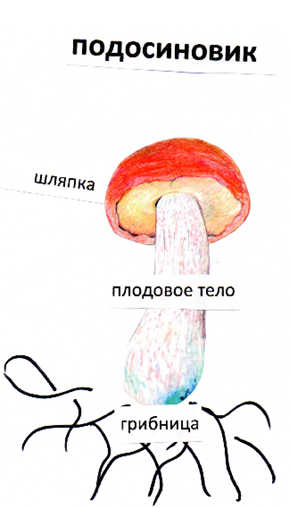 ПОДОСИНОВИК
шляпка
плодовое тело
грибница